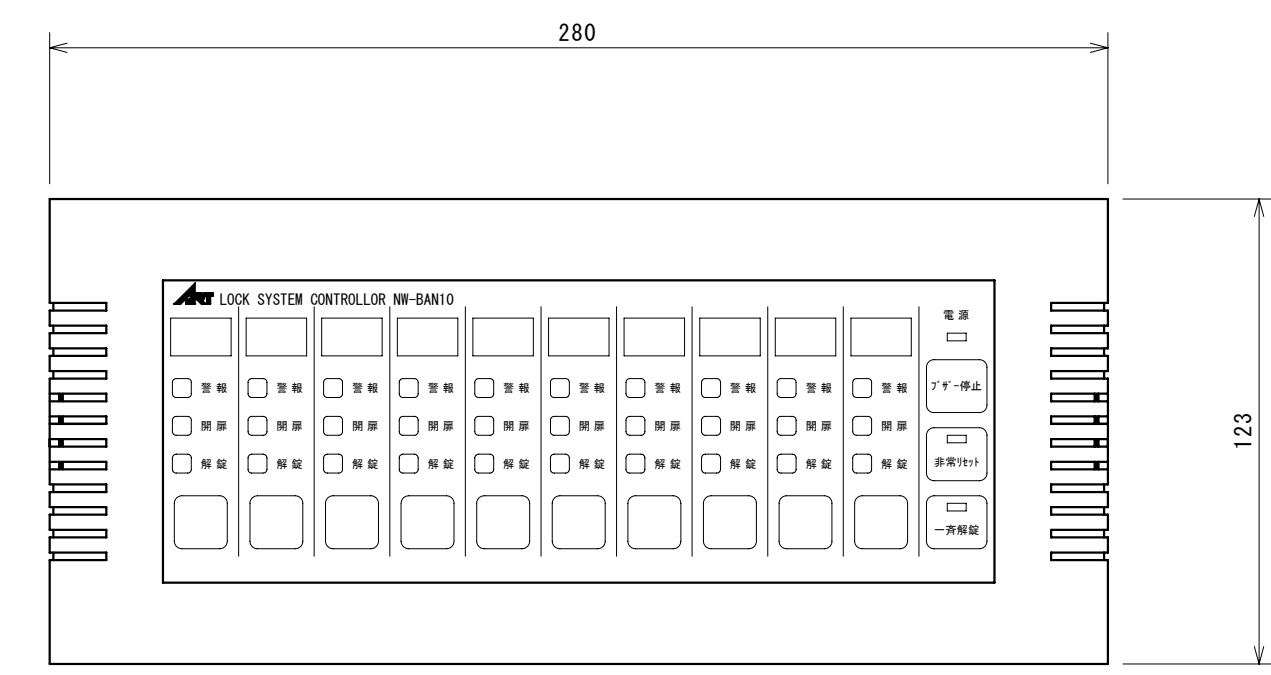 280
ART LOCK SYSTEM CONTROLLOR NW-BAN10
電源
警報 警報 警報 警報 警報 警報 警報 警報 警報 警報 ブザー停止
開扉 開扉 開扉 開扉 開扉 開扉 開扉 開扉 開扉 開扉
解錠 解錠 解錠 解錠 解錠 解錠 解錠 解錠 解錠 解錠 非常リセット
一斉解錠
123